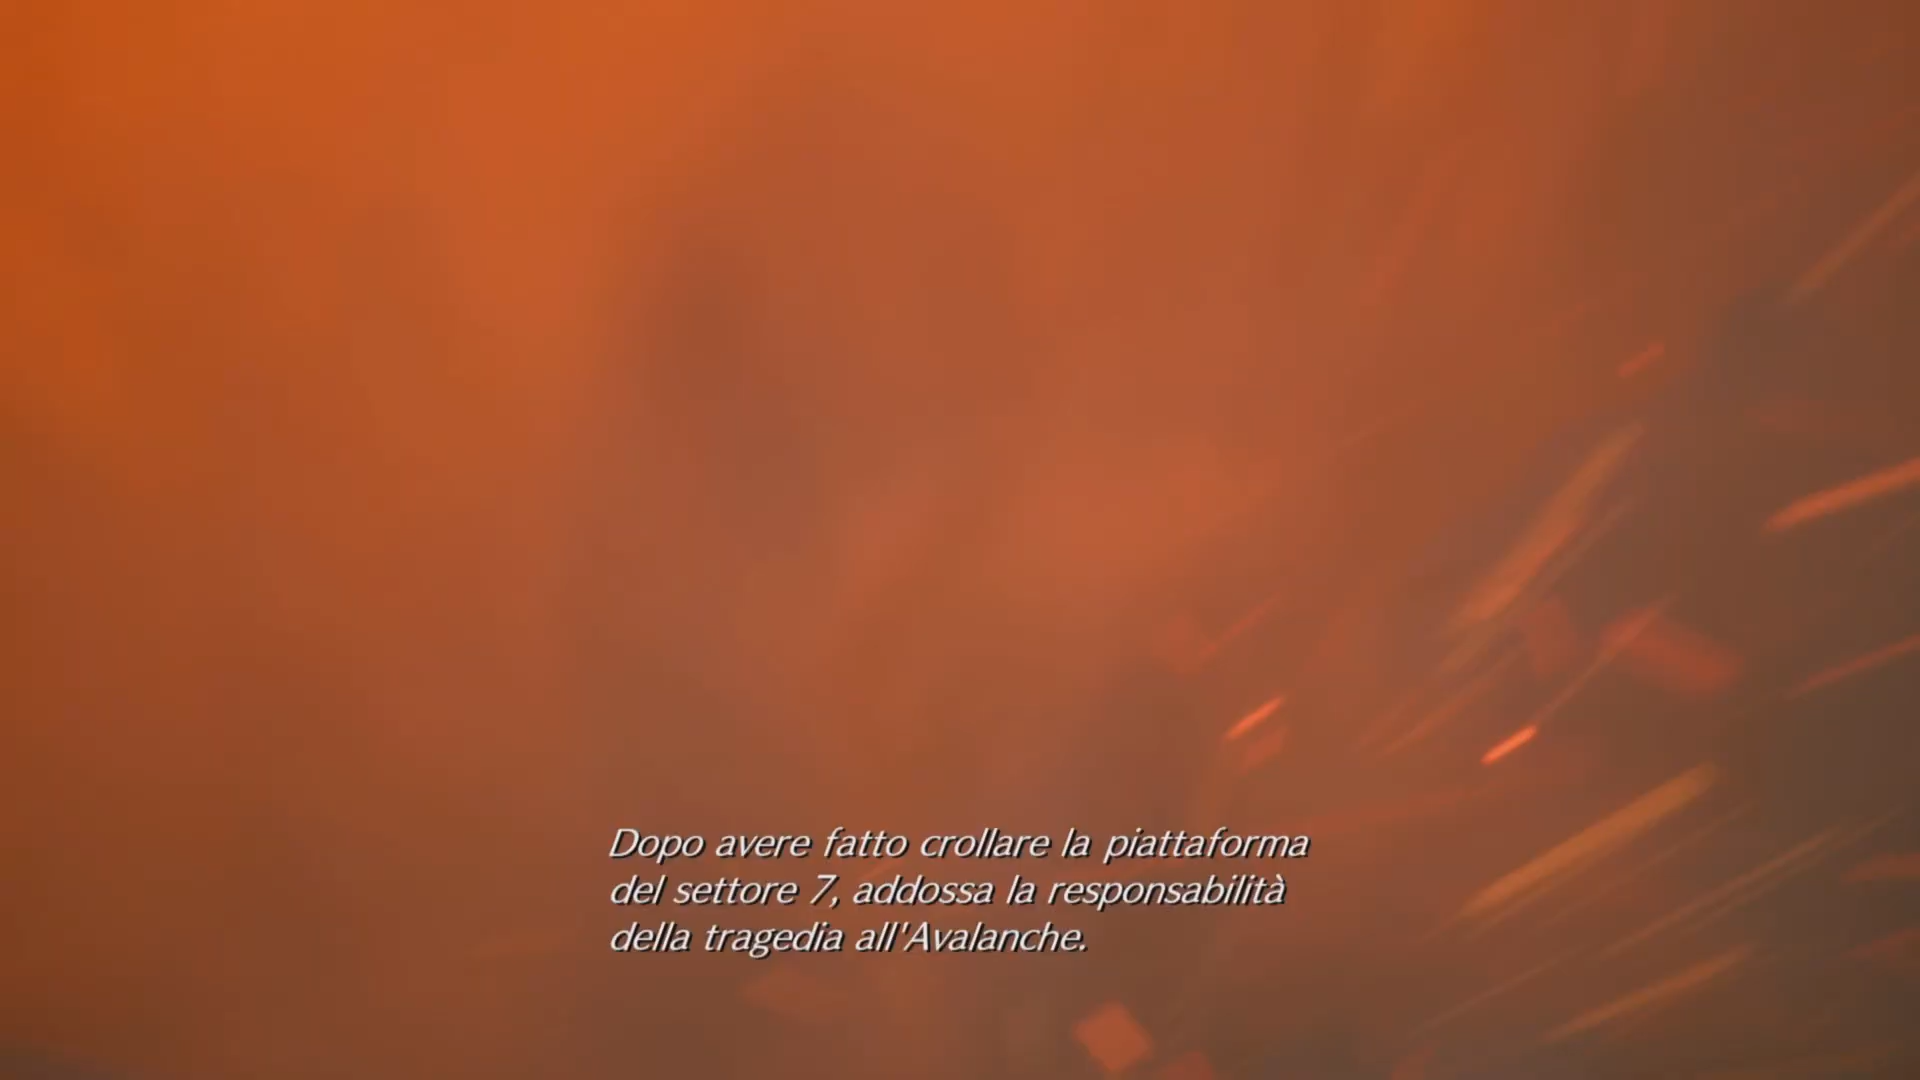 Dopo avere fatto crollare la piattaforma
del settore 7, addossa la responsabilità
della tragedia all'Avalanche.